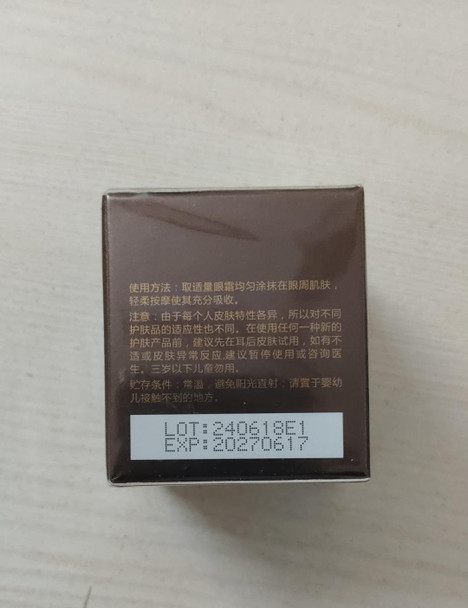 使用方法：取适量眼霜均匀涂抹在眼周肌肤，
轻柔按摩使其充分吸收。
注意：由于每个人皮肤特性各异，所以对不同
护肤品的适应性也不同。在使用任何一种新的
护肤产品前，建议先在耳后皮肤试用，如有不
适或皮肤异常反应，建议暂停使用或咨询医
生，三岁以下儿童勿用。
贮存条件：常温，避免阳光直射，请置于婴幼
儿接触不到的地方。
LOT:240618E1
EXP:20270617